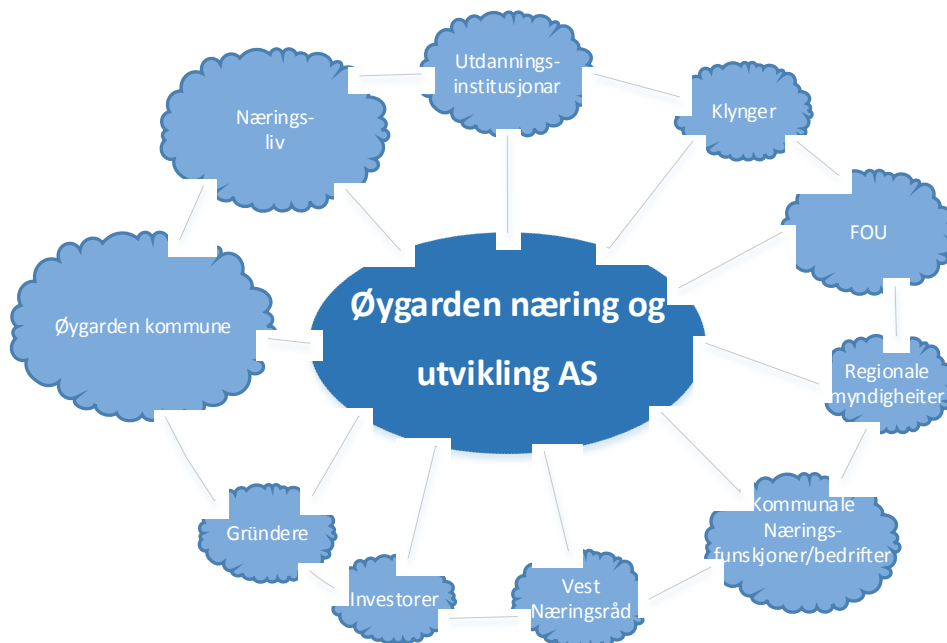 Utdannings-
institusjonar
Nærings-
liv
Klynger
FOU
Øygarden næring og
utvikling AS
Øygarden kommune
Regionale
myndigheiter
Kommunale
Nærings-
funskjoner/bedrifter
Gründere
Investorer
Vest
Næringsråd